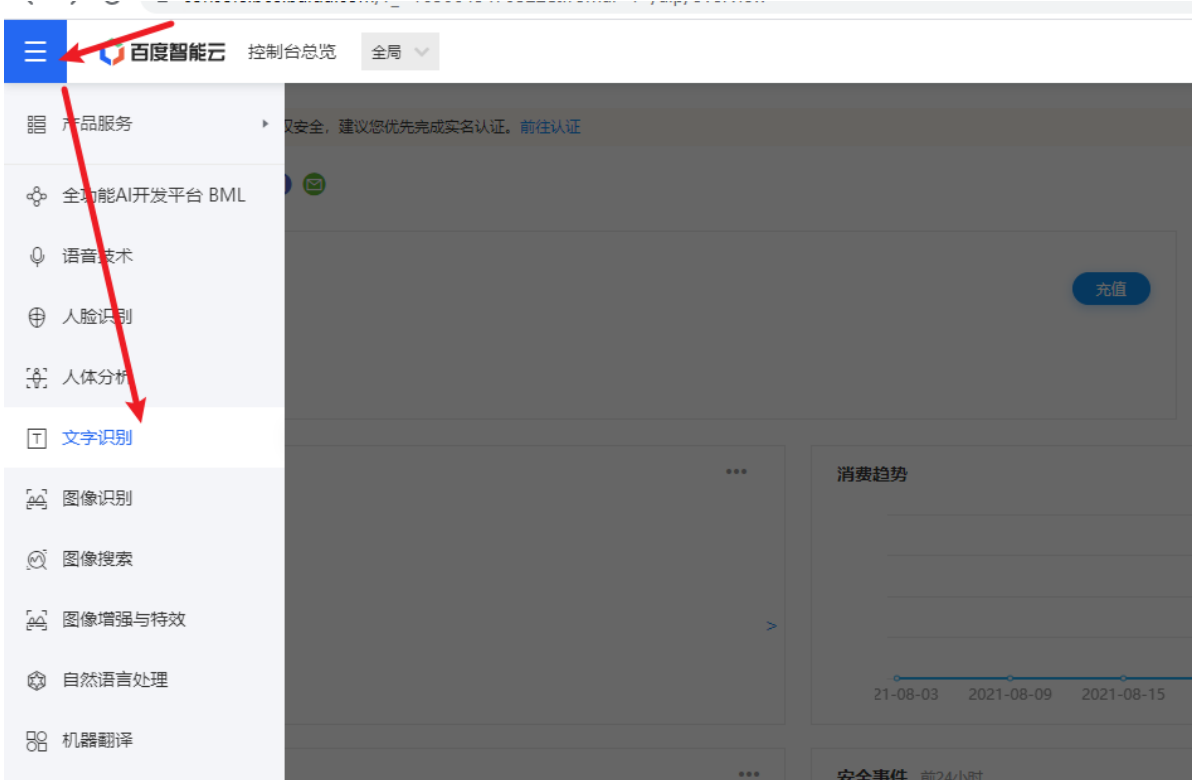 百度智能云 控制台总览 全局
产品服务
安全，建议您优先完成实名认证。前往认证
全功能AI开发平台 BML
语音技术
充值
人脸识别
人体分析
文字识别
消费趋势
图像识别
图像搜索
图像增强与特效
>
自然语言处理
21-08-03 2021-08-09 2021-08-15
机器翻译
安全事件 前24小时